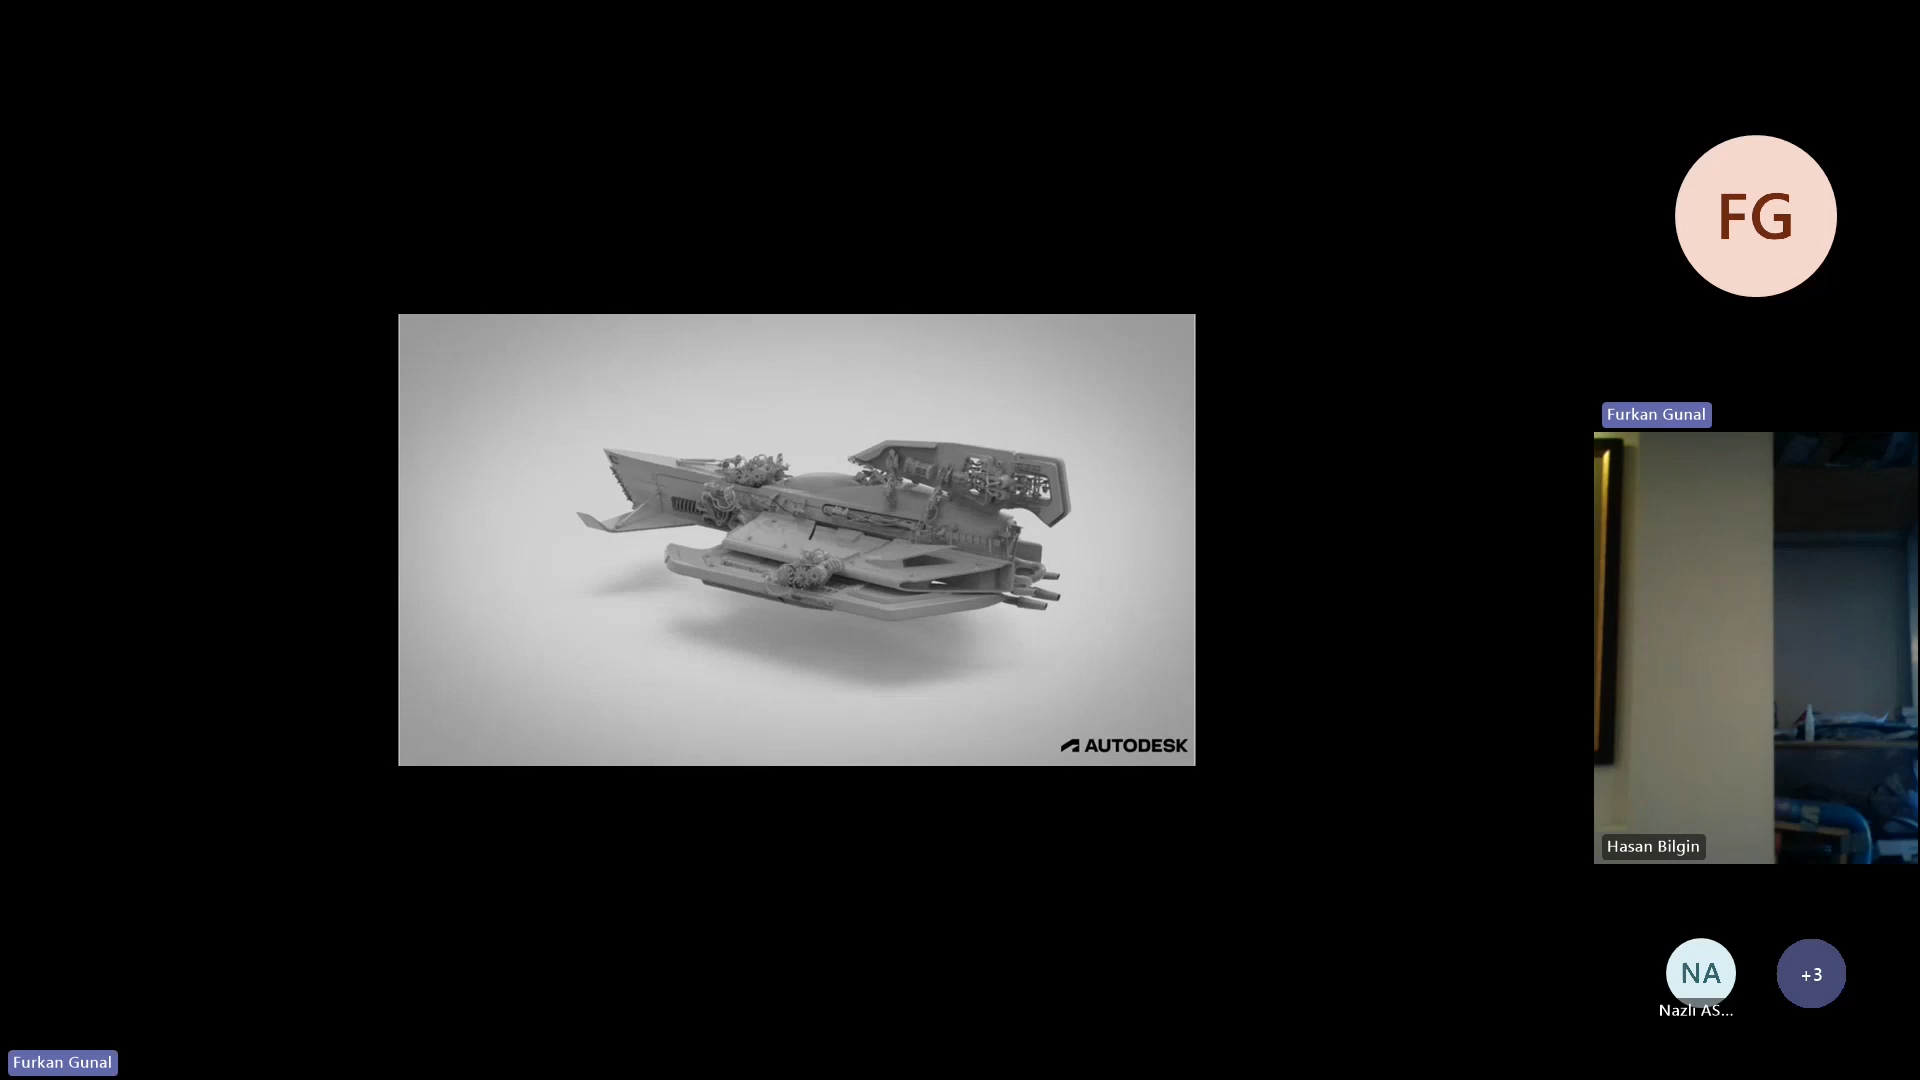 FG
Furkan Gunal
AUTODESK
Hasan Bilgin
NA
+3
Nazlı AS...
Furkan Gunal